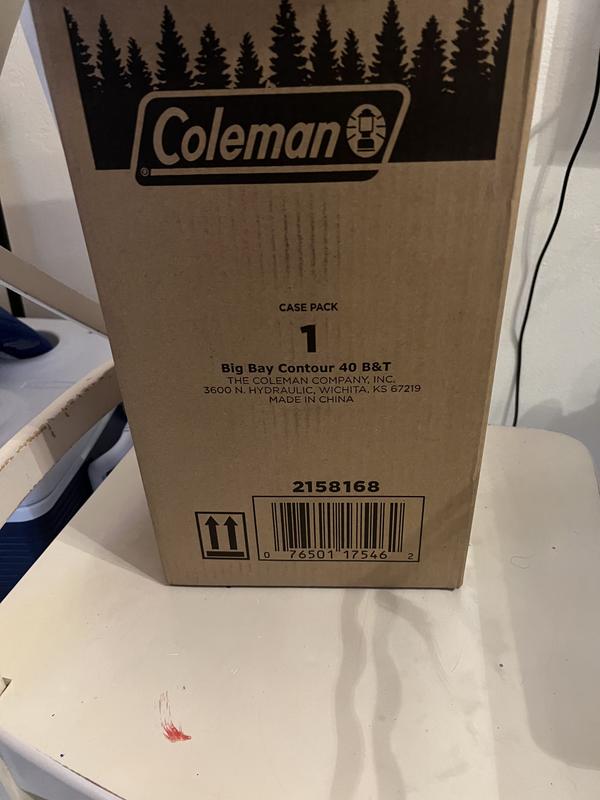 Coleman
®
CASE PACK
1
Big Bay Contour 40 B&T
THE COLEMAN COMPANY, INC.
3600 N. HYDRAULIC, WICHITA, KS 67219
MADE IN CHINA
2158168
0 76501 17546 2